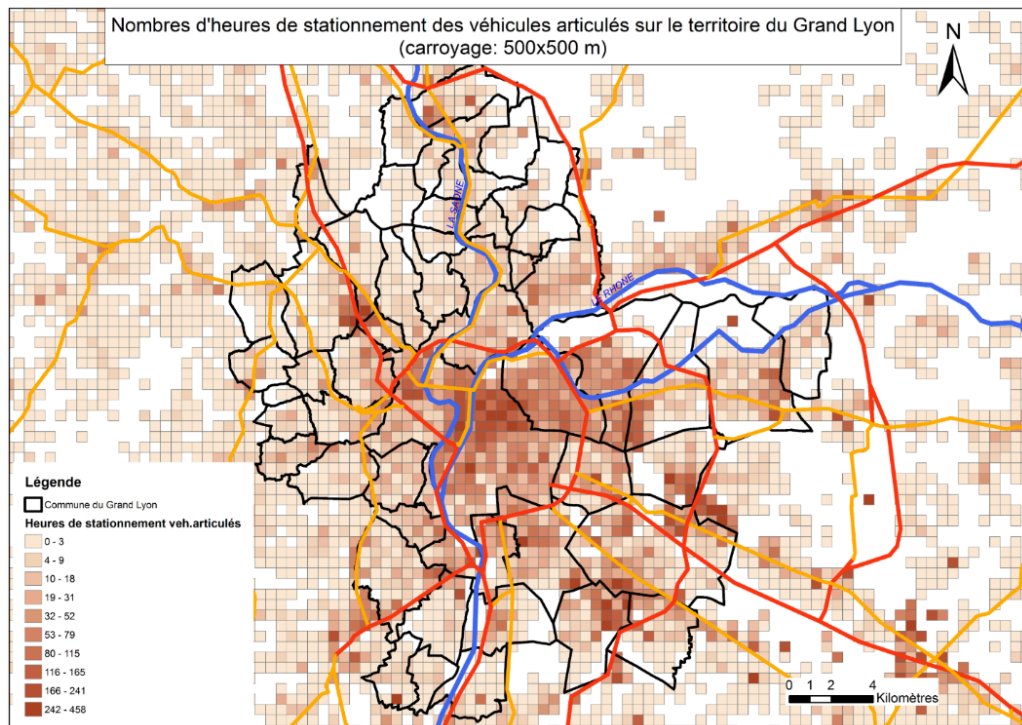 Nombres d'heures de stationnement des véhicules articulés sur le territoire du Grand Lyon
(carroyage: 500x500 m)
N
LA SAONE
LE RHONE
Légende
Commune du Grand Lyon
Heures de stationnement veh.articulés
0 - 3
4 - 9
10 - 18
19 - 31
32 - 52
53 - 79
80 - 115
116 - 165
166 - 241
242 - 458
0 1 2 4
Kilomètres